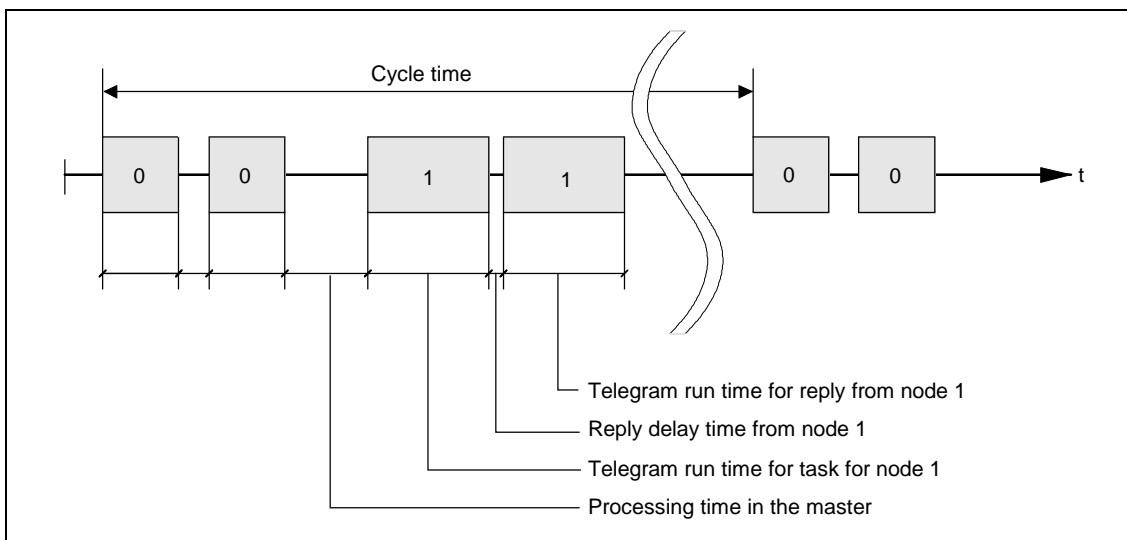 Cycle time
0 0 1 1 0 0 t
Telegram run time for reply from node 1
Reply delay time from node 1
Telegram run time for task for node 1
Processing time in the master